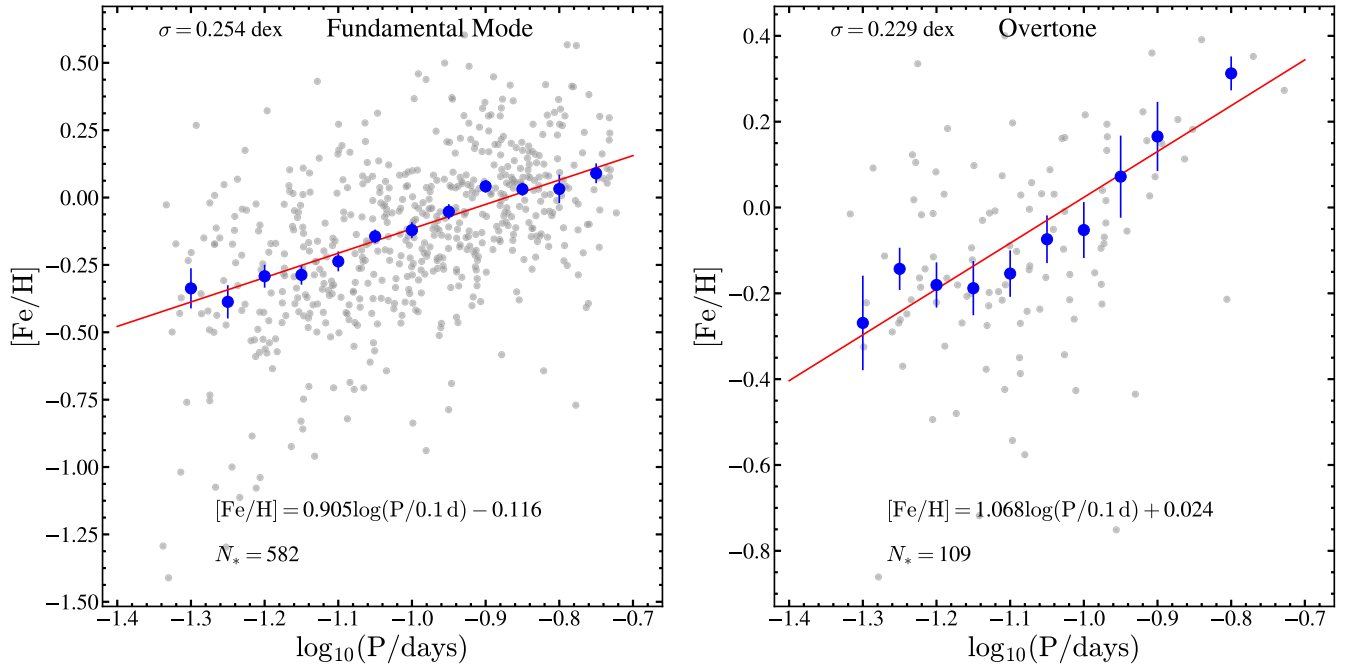 σ = 0.254 dex
Fundamental Mode
0.50
0.25
0.00
−0.25
−0.50
−0.75
−1.00
−1.25
−1.50
[Fe/H]
[Fe/H] = 0.905log(P/0.1 d) − 0.116
N* = 582
−1.4 −1.3 −1.2 −1.1 −1.0 −0.9 −0.8 −0.7
log10(P/days)
σ = 0.229 dex
Overtone
0.4
0.2
0.0
−0.2
−0.4
−0.6
−0.8
[Fe/H]
[Fe/H] = 1.068log(P/0.1 d) + 0.024
N* = 109
−1.4 −1.3 −1.2 −1.1 −1.0 −0.9 −0.8 −0.7
log10(P/days)